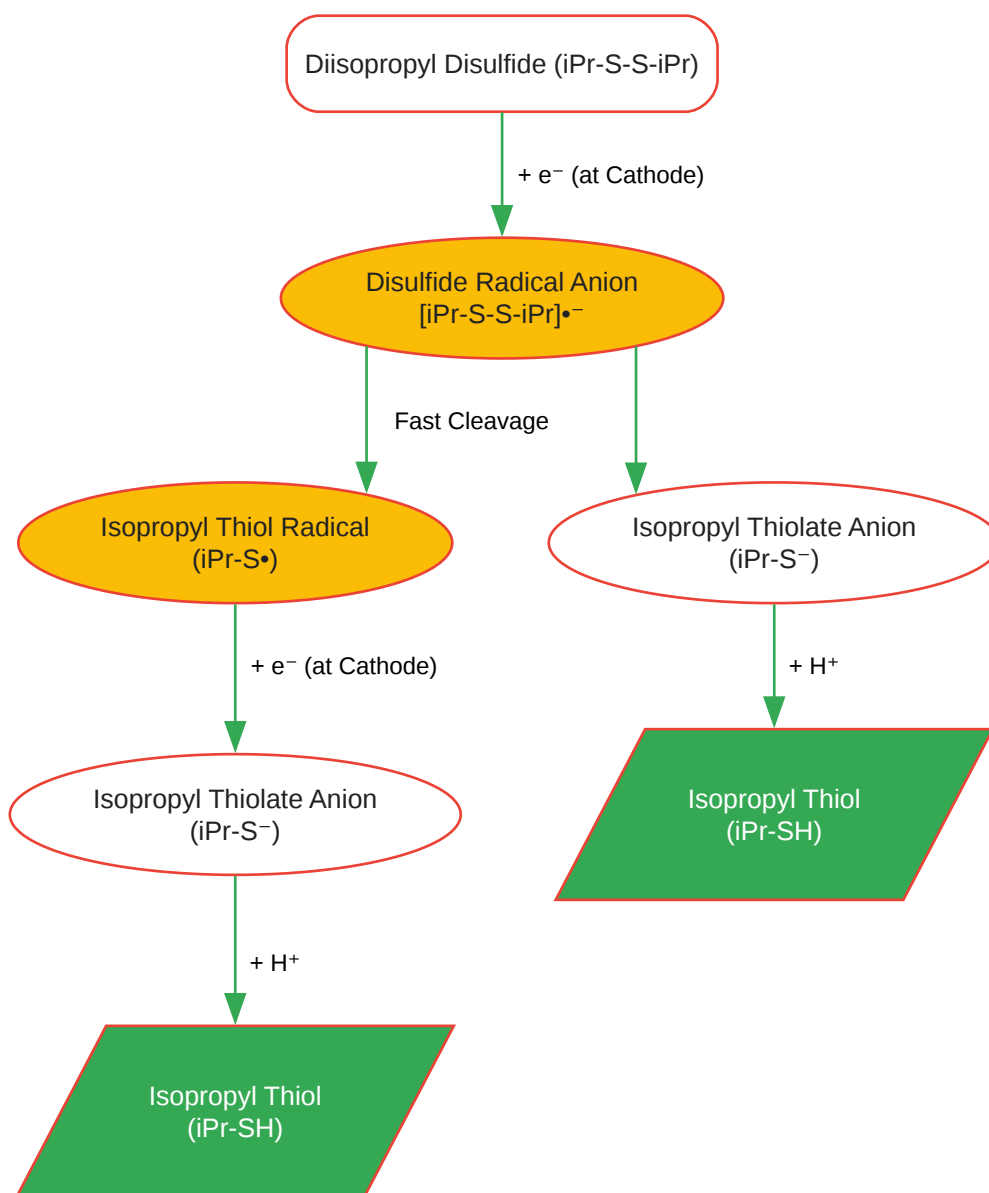 Diisopropyl Disulfide (iPr-S-S-iPr)
+ e⁻ (at Cathode)
Disulfide Radical Anion
[iPr-S-S-iPr]•⁻
Fast Cleavage
Isopropyl Thiol Radical
(iPr-S•)
Isopropyl Thiolate Anion
(iPr-S⁻)
+ e⁻ (at Cathode)
+ H⁺
Isopropyl Thiolate Anion
(iPr-S⁻)
Isopropyl Thiol
(iPr-SH)
+ H⁺
Isopropyl Thiol
(iPr-SH)